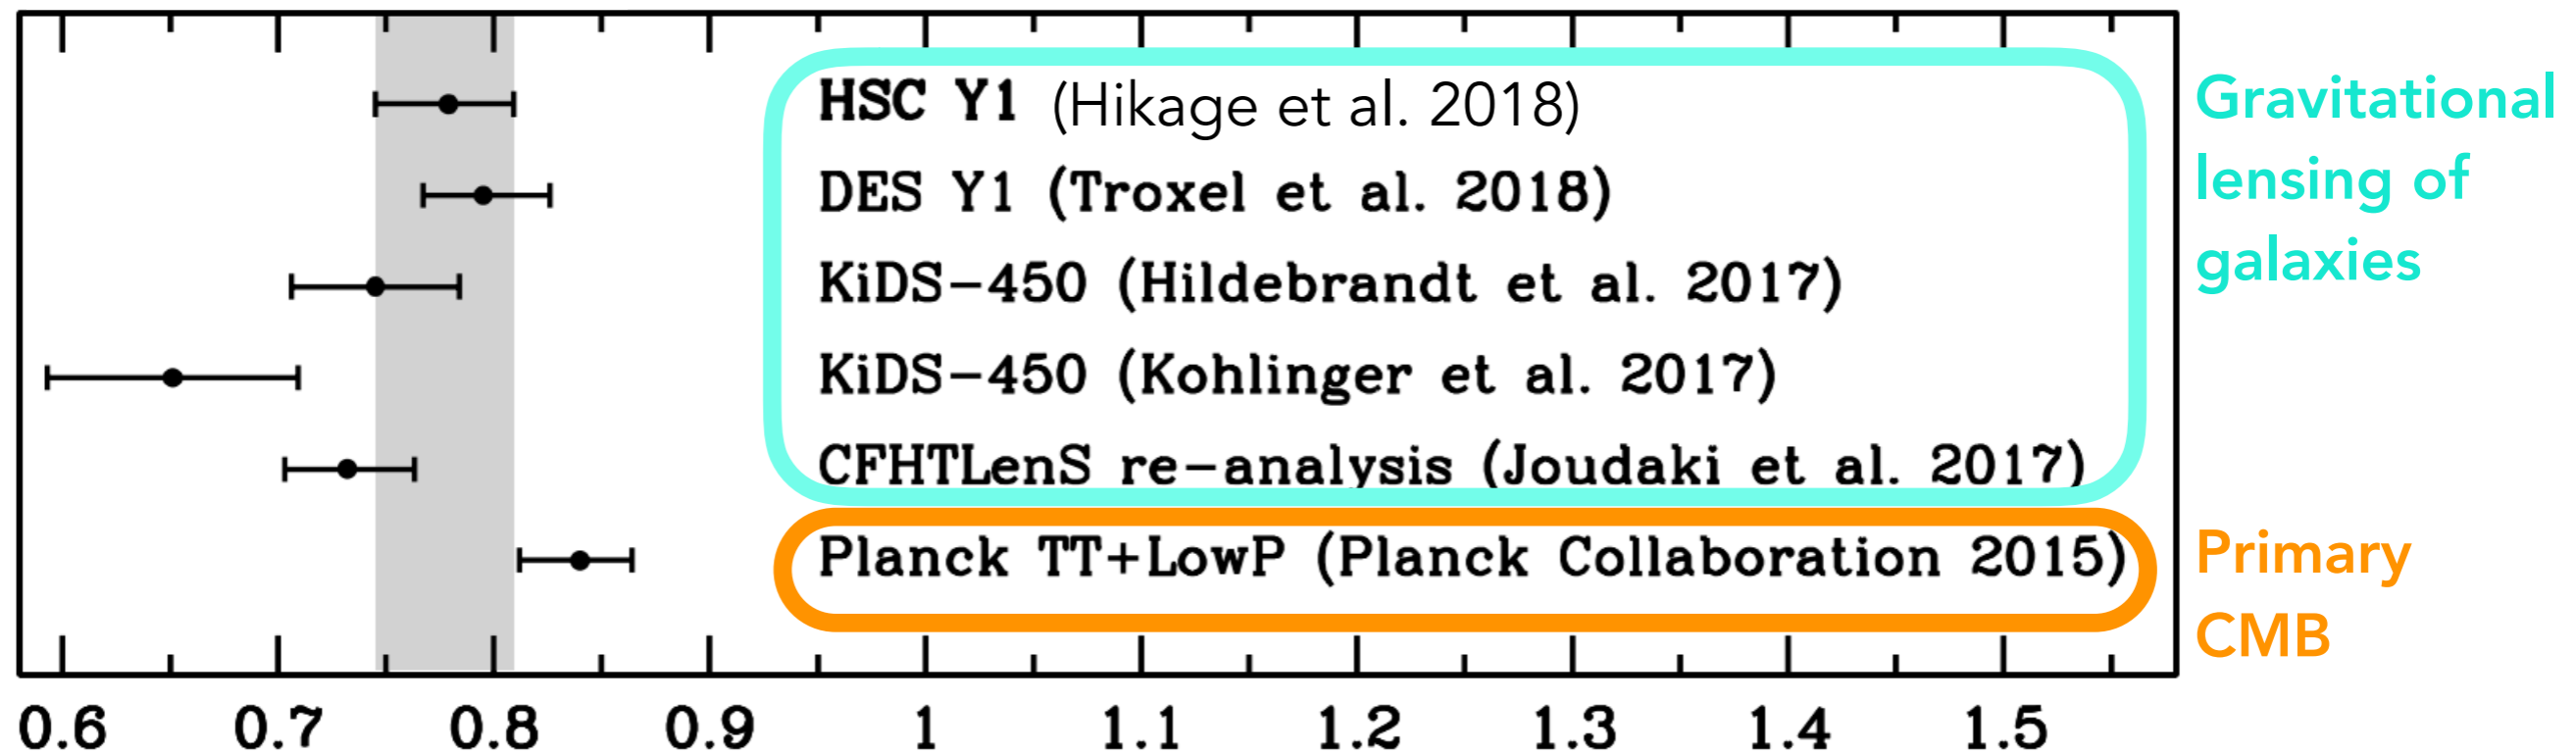 HSC Y1 (Hikage et al. 2018)
DES Y1 (Troxel et al. 2018)
KiDS-450 (Hildebrandt et al. 2017)
KiDS-450 (Kohlinger et al. 2017)
CFHTLenS re-analysis (Joudaki et al. 2017)
Planck TT+LowP (Planck Collaboration 2015)
Gravitational
lensing of
galaxies
Primary
CMB
0.6 0.7 0.8 0.9 1 1.1 1.2 1.3 1.4 1.5